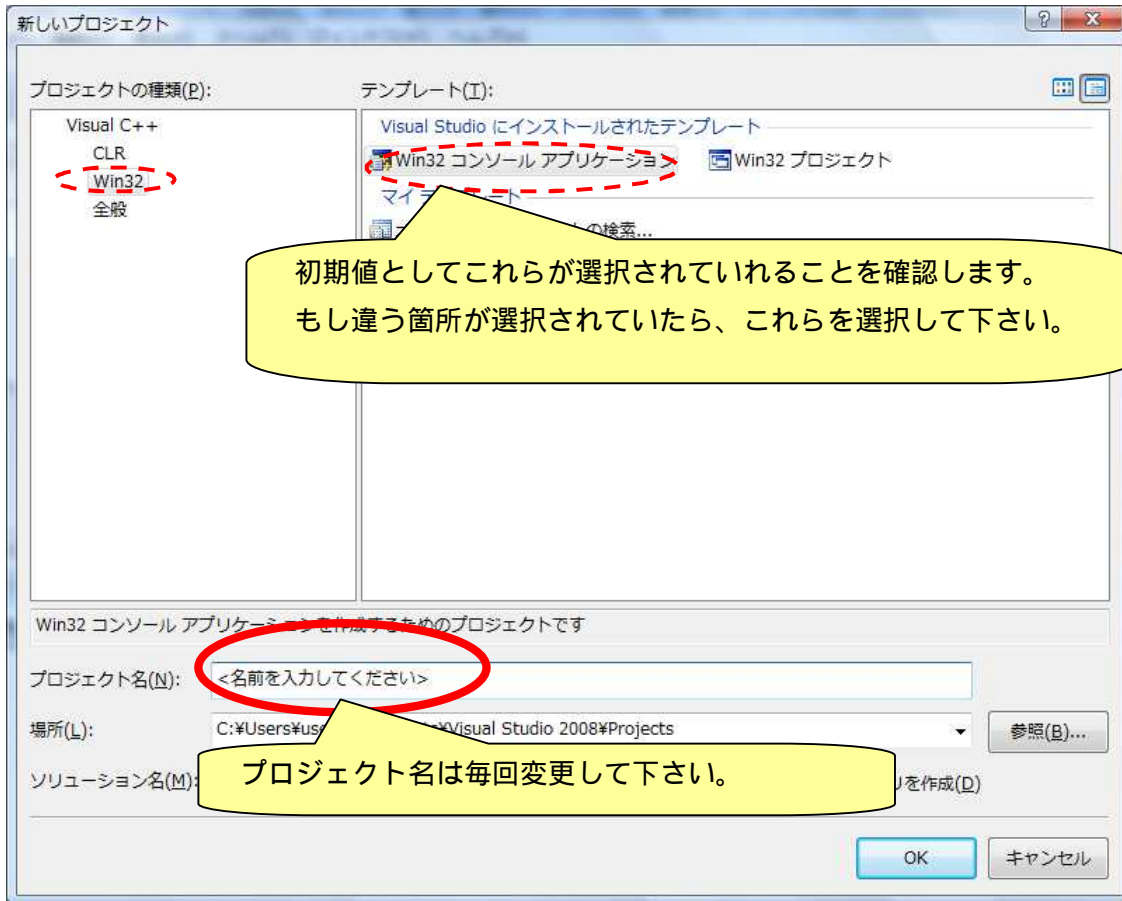 新しいプロジェクト
プロジェクトの種類(P):
テンプレート(T):
Visual C++
CLR
Win32
全般
Visual Studio にインストールされたテンプレート
Win32 コンソール アプリケーション
Win32 プロジェクト
マイ テ ート
の検索...
初期値としてこれらが選択されていれることを確認します。
もし違う箇所が選択されていたら、これらを選択して下さい。
Win32 コンソール アプリケーションを作成するためのプロジェクトです
プロジェクト名(N):
<名前を入力してください>
場所(L):
C:¥Users¥use ¥Visual Studio 2008¥Projects
参照(B)...
ソリューション名(M):
プロジェクト名は毎回変更して下さい。
リを作成(D)
OK
キャンセル